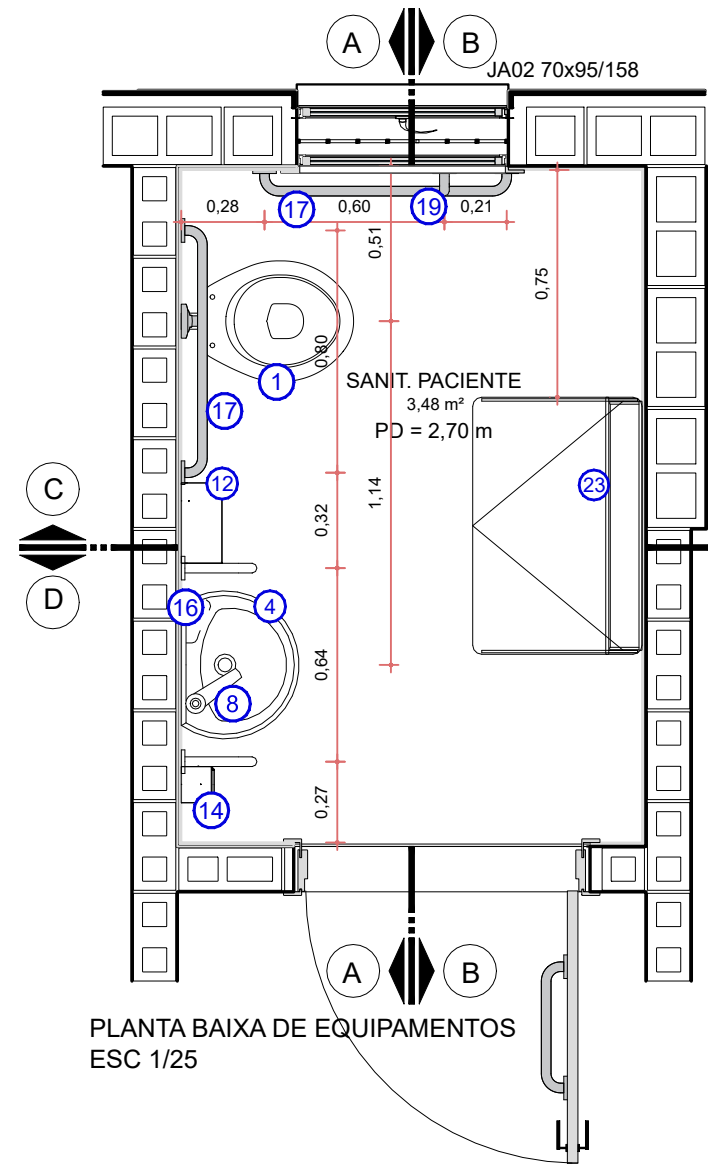 A B
JA02 70x95/158
0,28 17 0,60 19 0,21
0,51
0,75
0,80
1
SANIT. PACIENTE
3,48 m²
PD = 2,70 m
17
12
23
C
0,32
1,14
D
16
4
0,64
8
14
0,27
A B
PLANTA BAIXA DE EQUIPAMENTOS
ESC 1/25